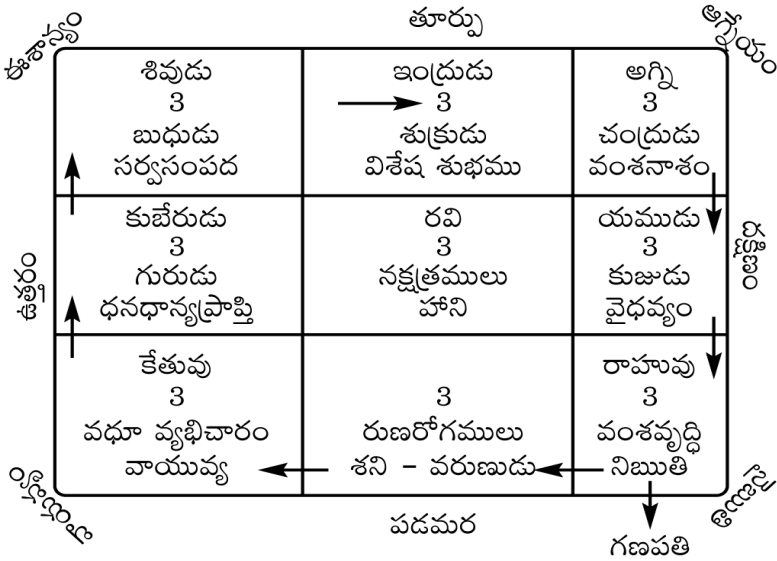 తూర్పు
ఈశాన్యం
ఆగ్నేయం
శివుడు
3
బుధుడు
సర్వసంపద
ఇంద్రుడు
3
శుక్రుడు
విశేష శుభము
అగ్ని
3
చంద్రుడు
వంశనాశం
ఉత్తరం
కుబేరుడు
3
గురుడు
ధనధాన్యప్రాప్తి
రవి
3
నక్షత్రములు
హాని
యముడు
3
కుజుడు
వైధవ్యం
దక్షిణం
కేతువు
3
వధూ వ్యభిచారం
వాయువ్య
3
రుణరోగములు
శని - వరుణుడు
రాహువు
3
వంశవృద్ధి
నిఋతి
పడమర
గణపతి